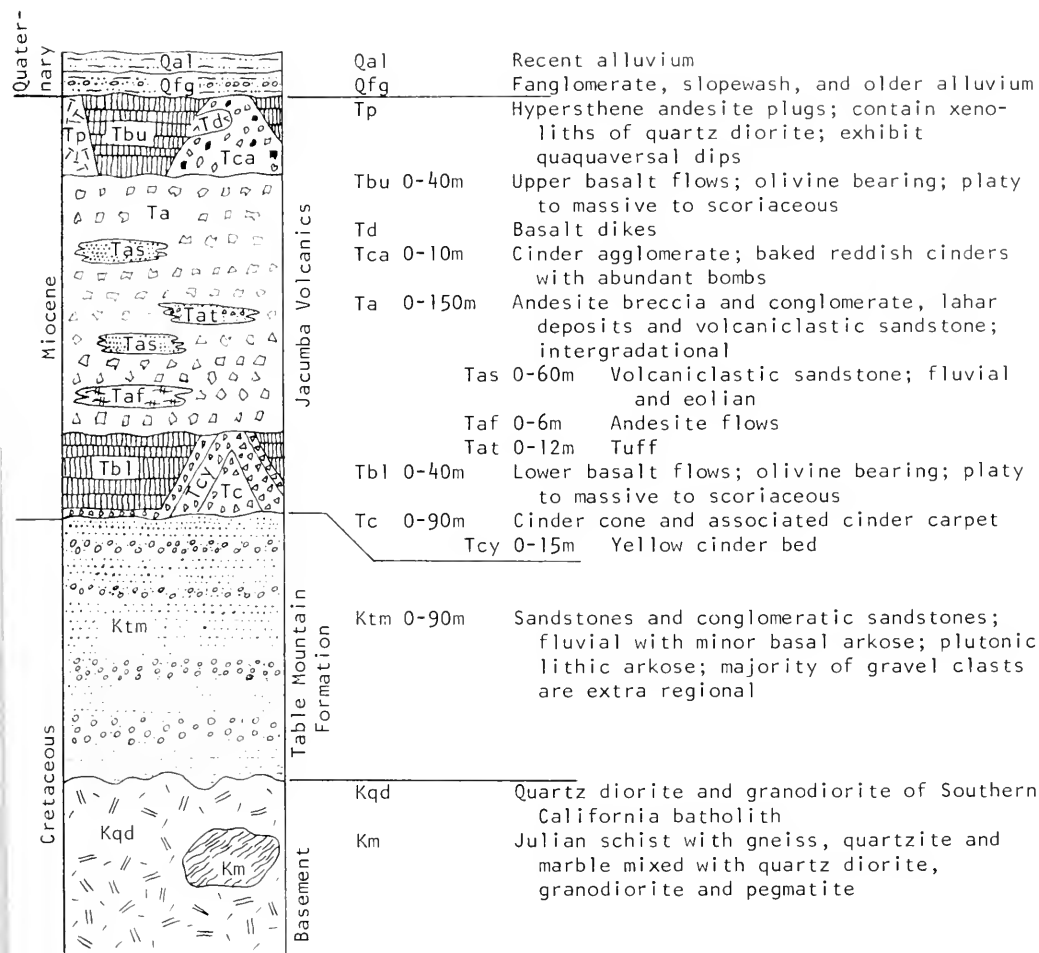 Quater-
nary
Miocene
Cretaceous
Qal
Qfg
Tp
Tbu
Td
Tca
Ta
Tas
Tat
Tas
Taf
Tbl
Tcy
Tc
Ktm
Kqd
Km
Jacumba Volcanics
Table Mountain
Formation
Basement
Qal Recent alluvium
Qfg Fanglomerate, slopewash, and older alluvium
Tp Hypersthene andesite plugs; contain xeno-
liths of quartz diorite; exhibit
quaquaversal dips
Tbu 0-40m Upper basalt flows; olivine bearing; platy
to massive to scoriaceous
Td Basalt dikes
Tca 0-10m Cinder agglomerate; baked reddish cinders
with abundant bombs
Ta 0-150m Andesite breccia and conglomerate, lahar
deposits and volcaniclastic sandstone;
intergradational
Tas 0-60m Volcaniclastic sandstone; fluvial
and eolian
Taf 0-6m Andesite flows
Tat 0-12m Tuff
Tbl 0-40m Lower basalt flows; olivine bearing; platy
to massive to scoriaceous
Tc 0-90m Cinder cone and associated cinder carpet
Tcy 0-15m Yellow cinder bed
Ktm 0-90m Sandstones and conglomeratic sandstones;
fluvial with minor basal arkose; plutonic
lithic arkose; majority of gravel clasts
are extra regional
Kqd Quartz diorite and granodiorite of Southern
California batholith
Km Julian schist with gneiss, quartzite and
marble mixed with quartz diorite,
granodiorite and pegmatite